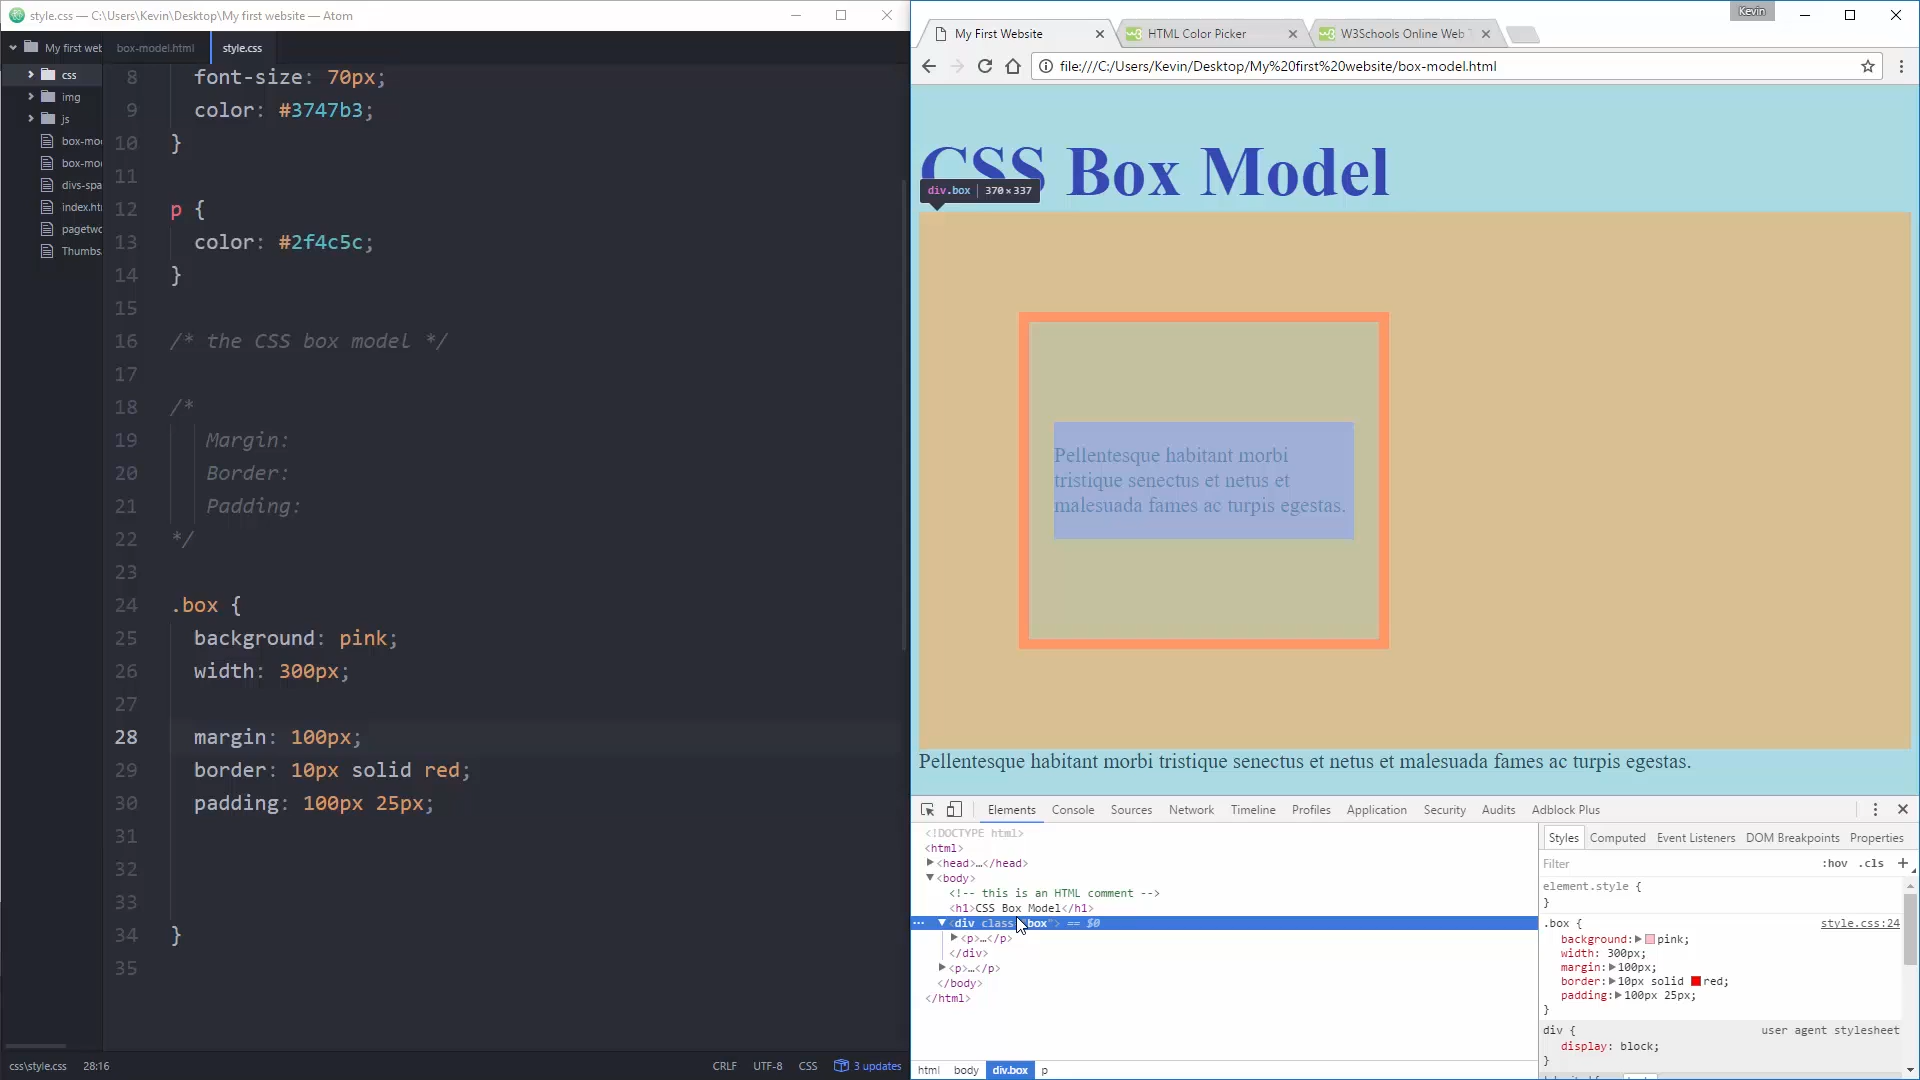 style.css — C:\Users\Kevin\Desktop\My first website — Atom
My first web
css
img
js
box-mo
box-mo
divs-spa
index.ht
pagetwo
Thumbs.
box-model.html
style.css
8 font-size: 70px;
9 color: #3747b3;
10 }
11
12 p {
13 color: #2f4c5c;
14 }
15
16 /* the CSS box model */
17
18 /*
19 Margin:
20 Border:
21 Padding:
22 */
23
24 .box {
25 background: pink;
26 width: 300px;
27
28 margin: 100px;
29 border: 10px solid red;
30 padding: 100px 25px;
31
32
33
34 }
35
css\style.css 28:16 CRLF UTF-8 CSS 3 updates
Kevin
My First Website
HTML Color Picker
W3Schools Online Web T
file:///C:/Users/Kevin/Desktop/My%20first%20website/box-model.html
CSS Box Model
div.box | 370×337
Pellentesque habitant morbi
tristique senectus et netus et
malesuada fames ac turpis egestas.
Pellentesque habitant morbi tristique senectus et netus et malesuada fames ac turpis egestas.
Elements Console Sources Network Timeline Profiles Application Security Audits Adblock Plus
<!DOCTYPE html>
<html>
<head>…</head>
<body>
<!-- this is an HTML comment -->
<h1>CSS Box Model</h1>
<div class="box"> == $0
<p>…</p>
</div>
<p>…</p>
</body>
</html>
html body div.box p
Styles Computed Event Listeners DOM Breakpoints Properties
Filter :hov .cls +
element.style {
}
.box { style.css:24
background: pink;
width: 300px;
margin: 100px;
border: 10px solid red;
padding: 100px 25px;
}
div { user agent stylesheet
display: block;
}